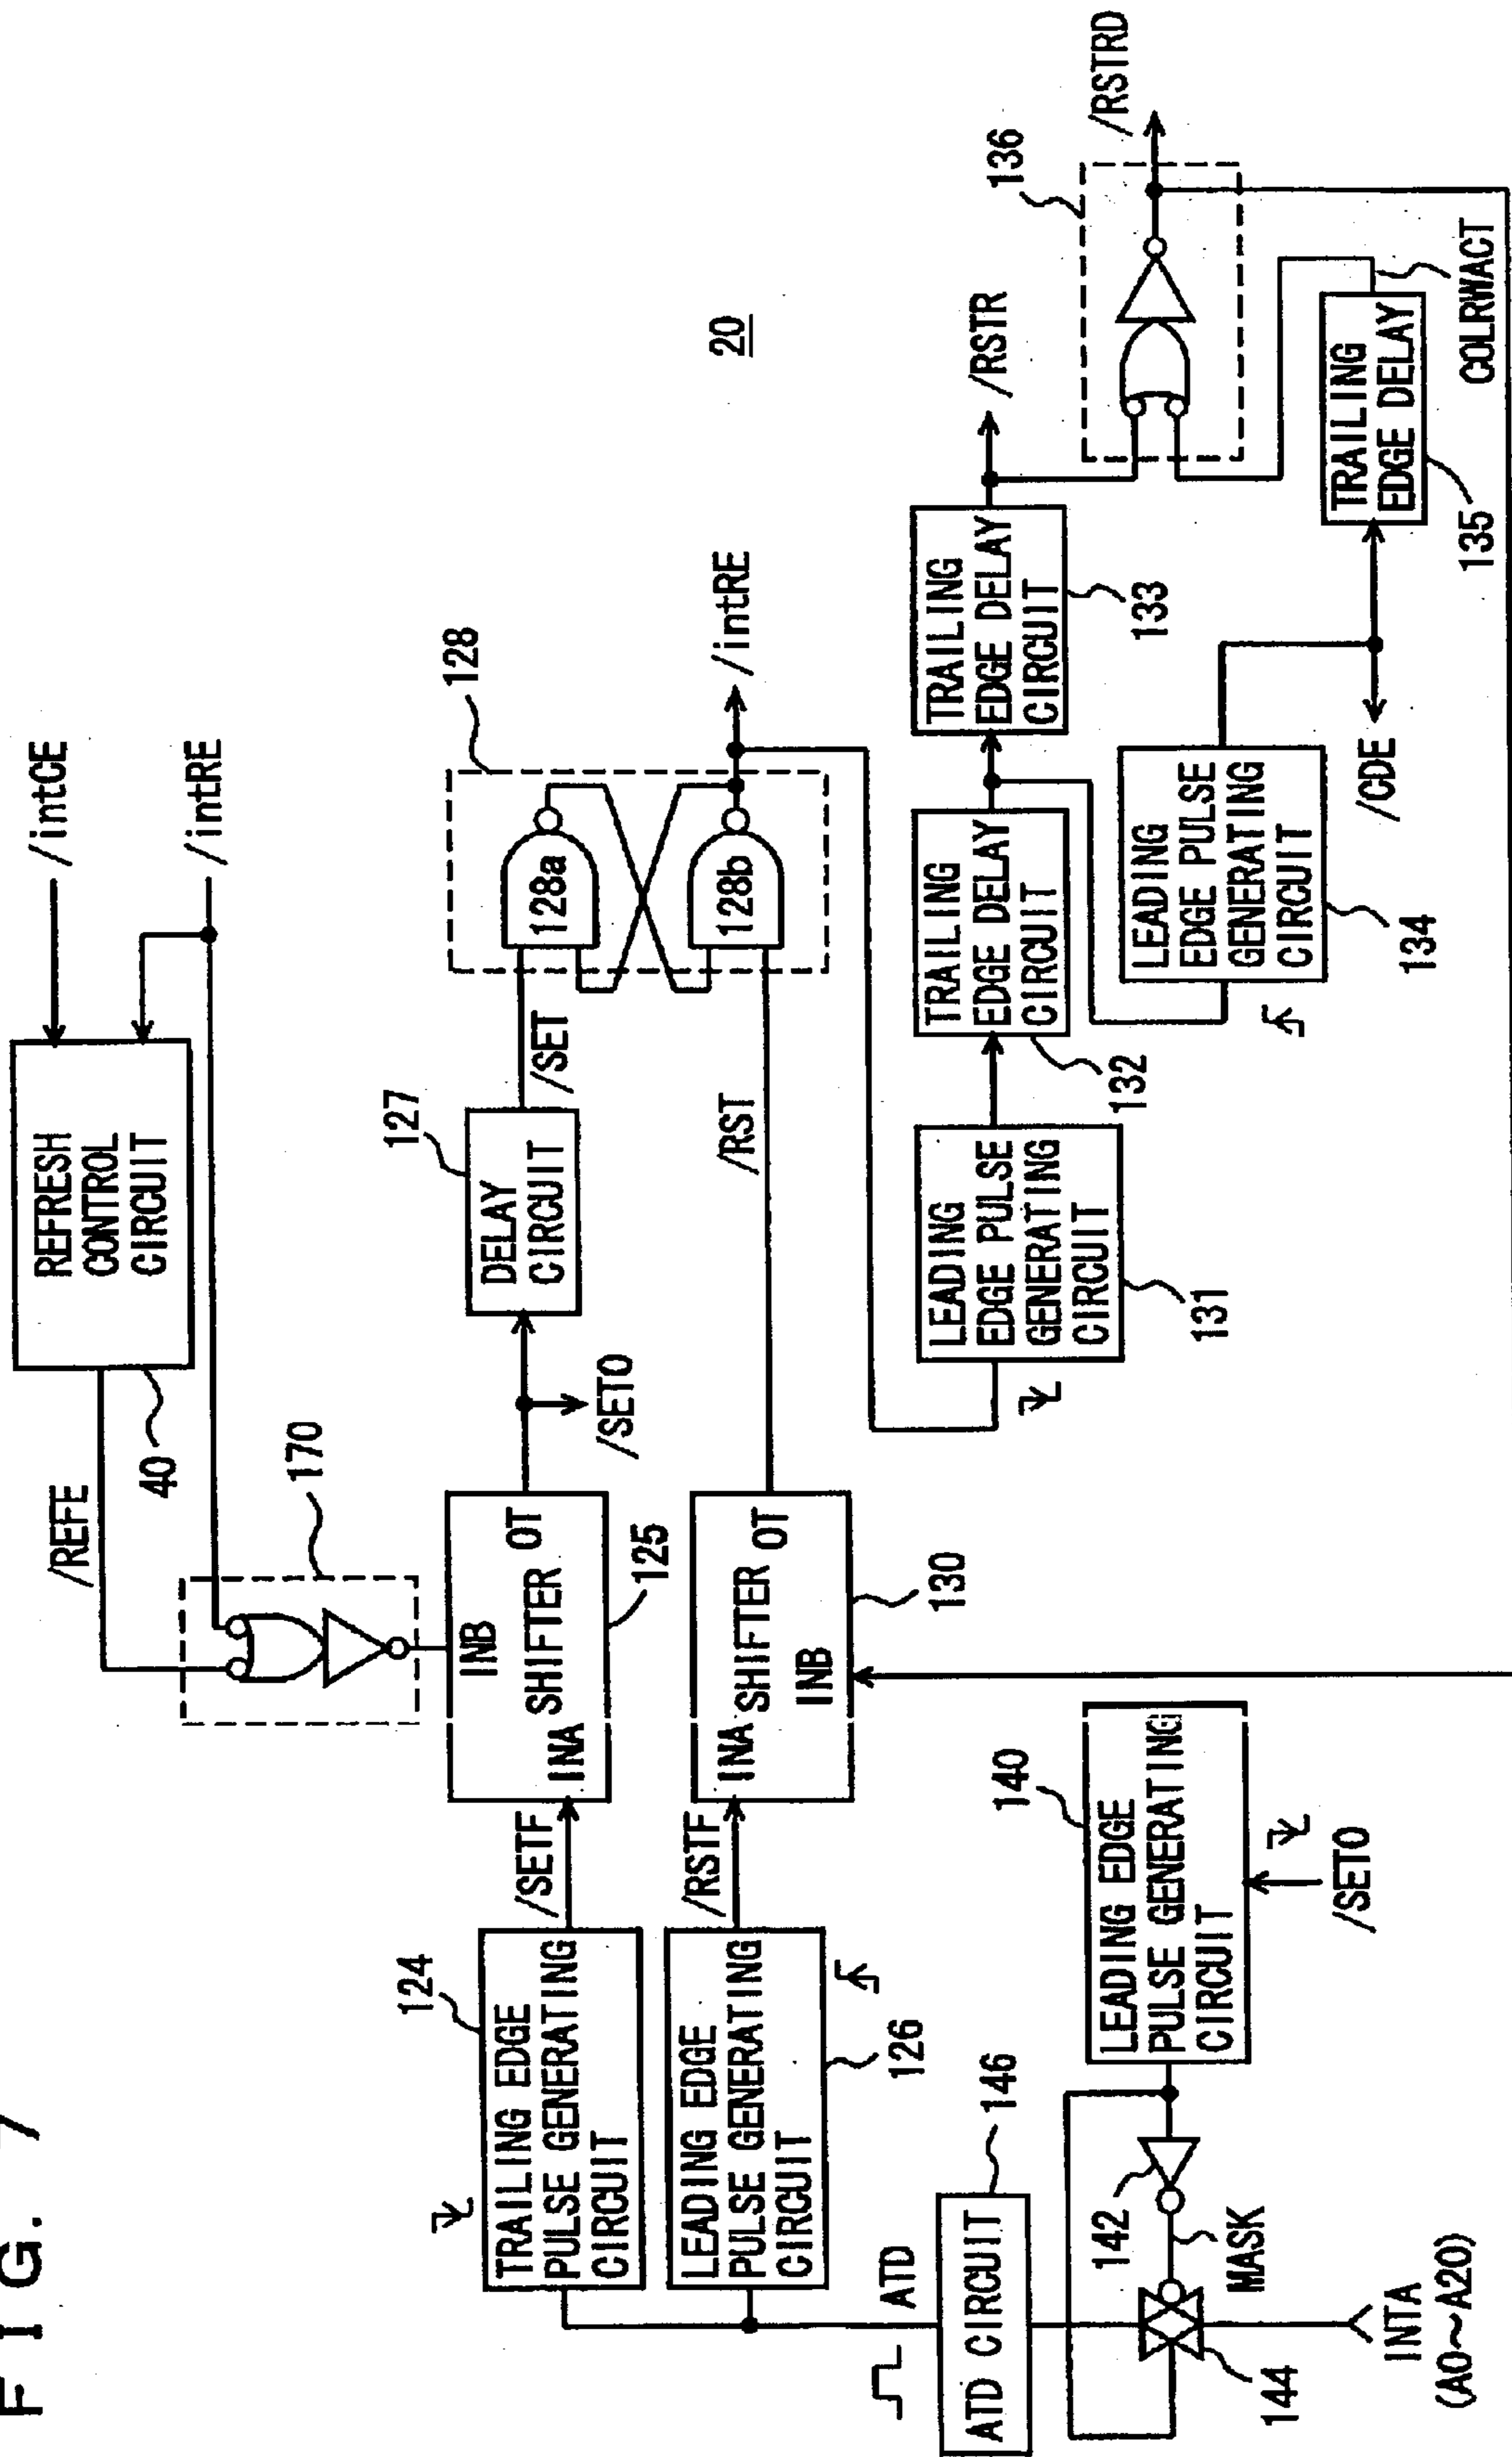 FIG. 7
/intCE
/intRE
REFRESH
CONTROL
CIRCUIT
/REFE
40
170
128
127
128a
128b
/intRE
/SET
DELAY
CIRCUIT
/SETO
/RST
124
TRAILING EDGE
PULSE GENERATING
CIRCUIT
/SETF
INB
INA
SHIFTER
OT
125
LEADING EDGE
PULSE GENERATING
CIRCUIT
126
/RSTF
INA
SHIFTER
OT
INB
130
20
LEADING
EDGE PULSE
GENERATING
CIRCUIT
131
TRAILING
EDGE DELAY
CIRCUIT
132
TRAILING
EDGE DELAY
CIRCUIT
133
/RSTR
136
/RSTRD
LEADING
EDGE PULSE
GENERATING
CIRCUIT
134
/CDE
TRAILING
EDGE DELAY
135
COLRWACT
ATD
ATD CIRCUIT
146
140
LEADING EDGE
PULSE GENERATING
CIRCUIT
/SETO
142
MASK
144
INTA
(A0~A20)